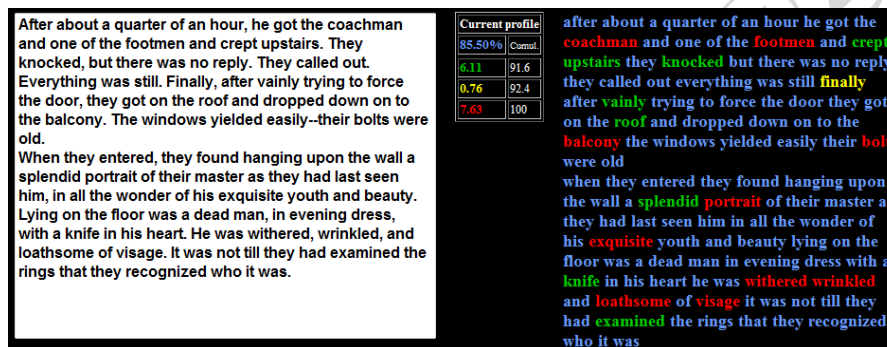 After about a quarter of an hour, he got the coachman
and one of the footmen and crept upstairs. They
knocked, but there was no reply. They called out.
Everything was still. Finally, after vainly trying to force
the door, they got on the roof and dropped down on to
the balcony. The windows yielded easily--their bolts were
old.
When they entered, they found hanging upon the wall a
splendid portrait of their master as they had last seen
him, in all the wonder of his exquisite youth and beauty.
Lying on the floor was a dead man, in evening dress,
with a knife in his heart. He was withered, wrinkled, and
loathsome of visage. It was not till they had examined the
rings that they recognized who it was.
Current profile
85.50% Cumul.
6.11 91.6
0.76 92.4
7.63 100
after about a quarter of an hour he got the
coachman and one of the footmen and crept
upstairs they knocked but there was no reply
they called out everything was still finally
after vainly trying to force the door they got
on the roof and dropped down on to the
balcony the windows yielded easily their bol
were old
when they entered they found hanging upon
the wall a splendid portrait of their master a
they had last seen him in all the wonder of
his exquisite youth and beauty lying on the
floor was a dead man in evening dress with a
knife in his heart he was withered wrinkled
and loathsome of visage it was not till they
had examined the rings that they recognized
who it was